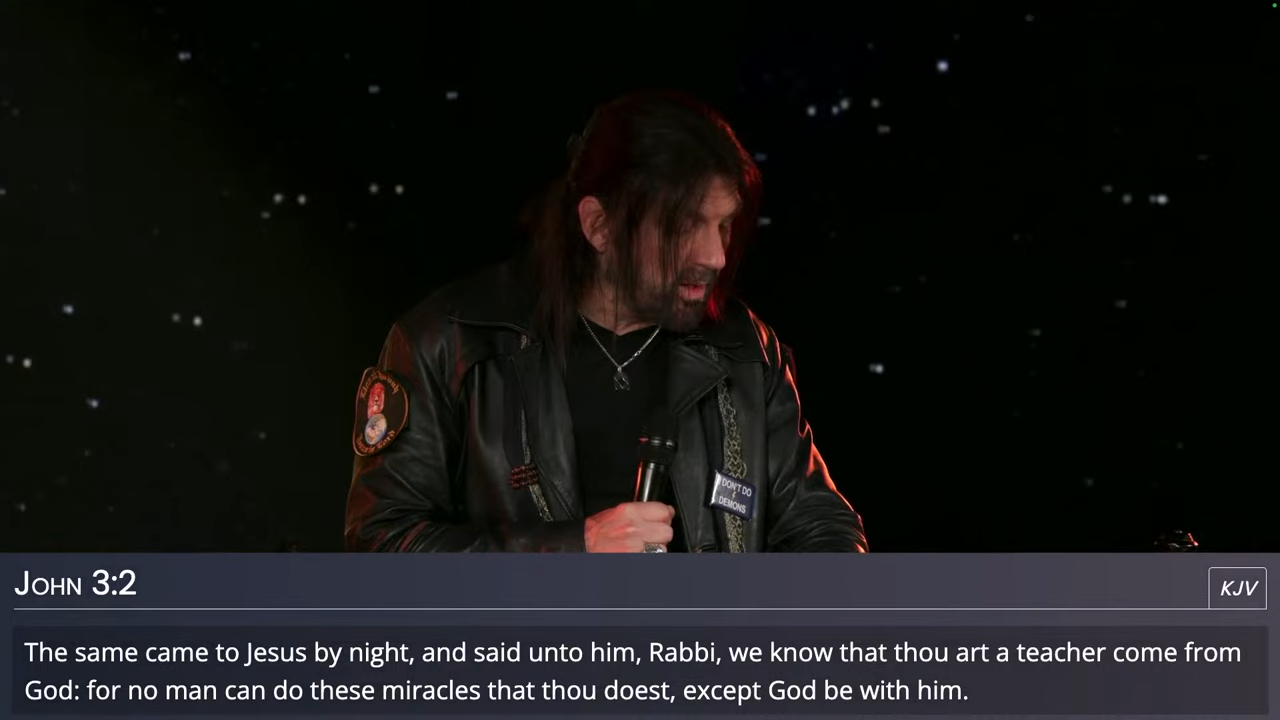 DON'T DO
DEMONS
JOHN 3:2
KJV
The same came to Jesus by night, and said unto him, Rabbi, we know that thou art a teacher come from
God: for no man can do these miracles that thou doest, except God be with him.